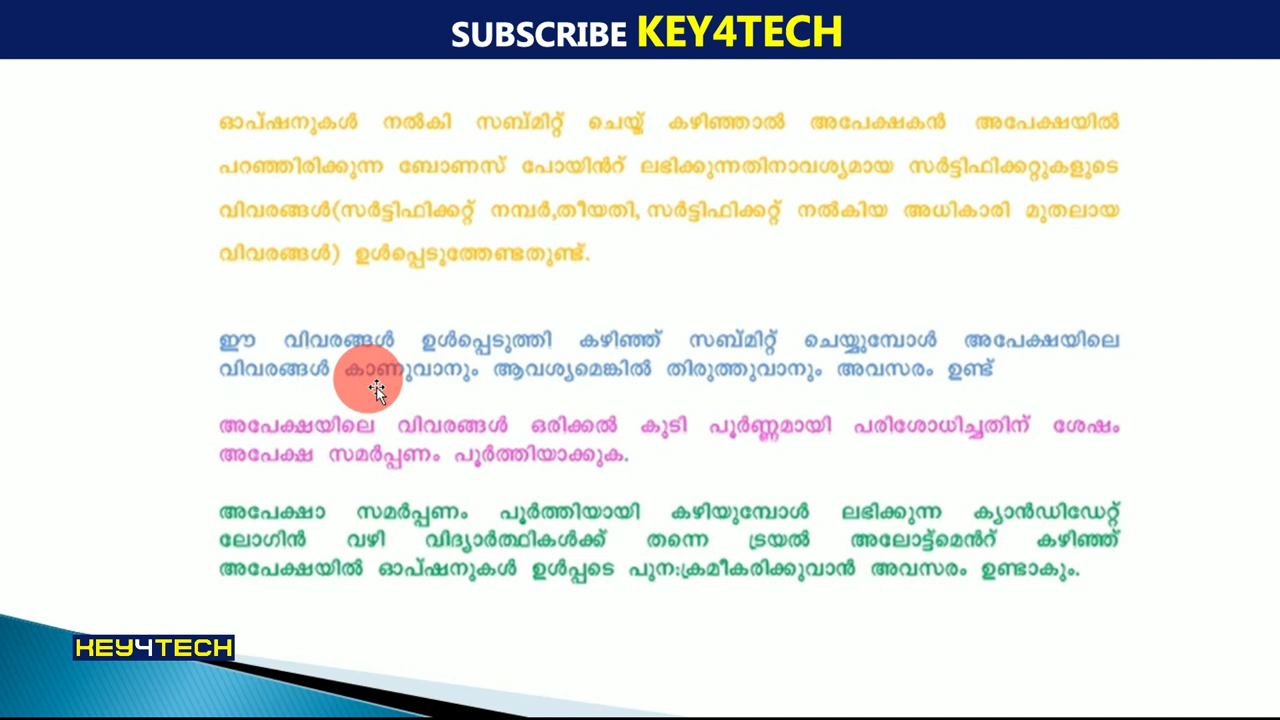 SUBSCRIBE KEY4TECH
ഓപ്ഷനുകൾ നൽകി സബ്മിറ്റ് ചെയ്ത് കഴിഞ്ഞാൽ അപേക്ഷകൻ അപേക്ഷയിൽ
പറഞ്ഞിരിക്കുന്ന ബോണസ് പോയിൻറ് ലഭിക്കുന്നതിനാവശ്യമായ സർട്ടിഫിക്കറ്റുകളുടെ
വിവരങ്ങൾ(സർട്ടിഫിക്കറ്റ് നമ്പർ,തീയതി, സർട്ടിഫിക്കറ്റ് നൽകിയ അധികാരി മുതലായ
വിവരങ്ങൾ) ഉൾപ്പെടുത്തേണ്ടതുണ്ട്.
ഈ വിവരങ്ങൾ ഉൾപ്പെടുത്തി കഴിഞ്ഞ് സബ്മിറ്റ് ചെയ്യുമ്പോൾ അപേക്ഷയിലെ
വിവരങ്ങൾ കാണുവാനും ആവശ്യമെങ്കിൽ തിരുത്തുവാനും അവസരം ഉണ്ട്
അപേക്ഷയിലെ വിവരങ്ങൾ ഒരിക്കൽ കുടി പൂർണ്ണമായി പരിശോധിച്ചതിന് ശേഷം
അപേക്ഷ സമർപ്പണം പൂർത്തിയാക്കുക.
അപേക്ഷാ സമർപ്പണം പൂർത്തിയായി കഴിയുമ്പോൾ ലഭിക്കുന്ന ക്യാൻഡിഡേറ്റ്
ലോഗിൻ വഴി വിദ്യാർത്ഥികൾക്ക് തന്നെ ട്രയൽ അലോട്ട്മെൻറ് കഴിഞ്ഞ്
അപേക്ഷയിൽ ഓപ്ഷനുകൾ ഉൾപ്പടെ പുന:ക്രമീകരിക്കുവാൻ അവസരം ഉണ്ടാകും.
KEY4TECH